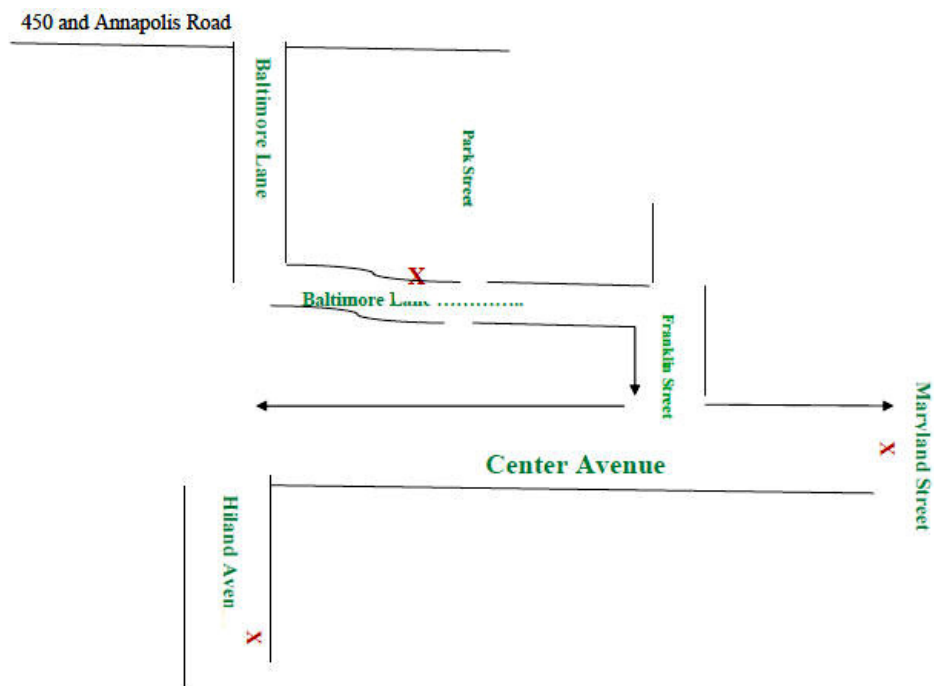 450 and Annapolis Road
Baltimore Lane
Park Street
X
Baltimore Lane ..............
Franklin Street
Maryland Street
X
Center Avenue
Hiland Aven
X